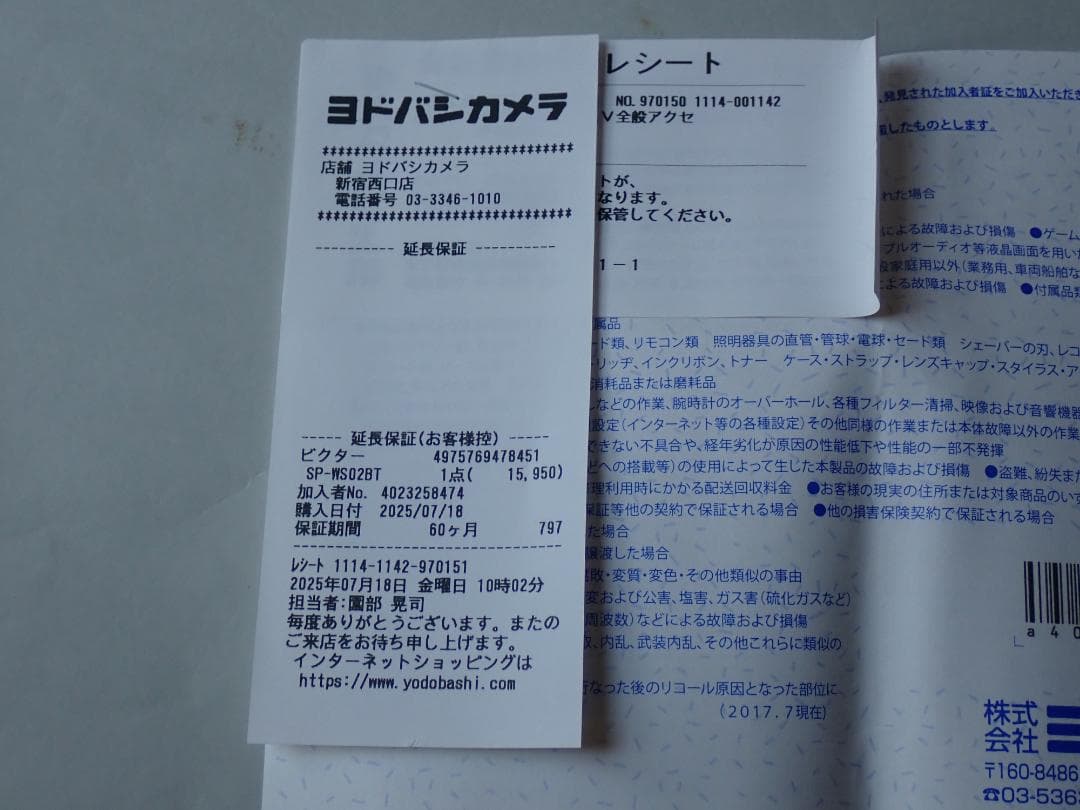 ヨドバシカメラ
********************************
店舗 ヨドバシカメラ
新宿西口店
電話番号 03-3346-1010
********************************
----------- 延長保証 -----------
----- 延長保証(お客様控) -----
ビクター 4975769478451
SP-WS02BT 1点( 15,950)
加入者No. 4023258474
購入日付 2025/07/18
保証期間 60ヶ月 797
レシート 1114-1142-970151
2025年07月18日 金曜日 10時02分
担当者:園部 晃司
毎度ありがとうございます。またの
ご来店をお待ち申し上げます。
インターネットショッピングは
https://www.yodobashi.com
レシート
NO.970150 1114-001142
V全般アクセ
トが、
なります。
保管してください。
1-1
発見された加入者証をご加入いただき
したものとします。
れた場合
による故障および損傷 ●ゲーム
プルオーディオ等液晶画面を用いた
家庭用以外(業務用、車両船舶な
による故障および損傷 ●付属品類
属品
ード類、リモコン類 照明器具の直管・管球・電球・セード類 シェーバーの刃、レコ
リッヂ、インクリボン、トナー ケース・ストラップ・レンズキャップ・スタイラス・ア
消耗品または磨耗品
などの作業、腕時計のオーバーホール、各種フィルター清掃、映像および音響機器
設定(インターネット等の各種設定)その他同様の作業または本体故障以外の作業
できない不具合や、経年劣化が原因の性能低下や性能の一部不発揮
どへの搭載等)の使用によって生じた本製品の故障および損傷 ●盗難、紛失また
理利用時にかかる配送回収料金 ●お客様の現実の住所または対象商品のいず
保証等他の契約で保証される場合 ●他の損害保険契約で保証される場合
た場合
譲渡した場合
腐敗・変質・変色・その他類似の事由
変および公害、塩害、ガス害(硫化ガスなど)
周波数)などによる故障および損傷
、内乱、武装内乱、その他これらに類似の
行なった後のリコール原因となった部位に、
(2017.7現在)
a40
株式
会社
〒160-8486
☎03-536